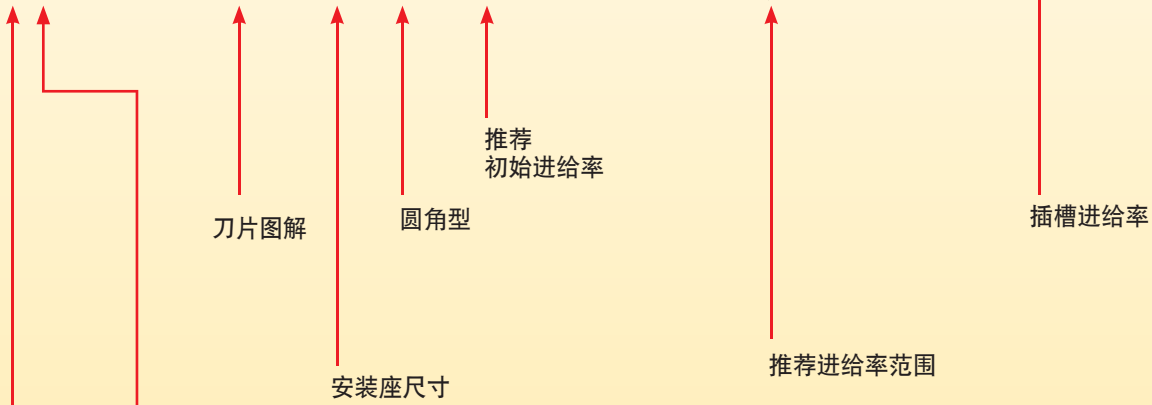 推荐
初始进给率
刀片图解
圆角型
插槽进给率
推荐进给率范围
安装座尺寸